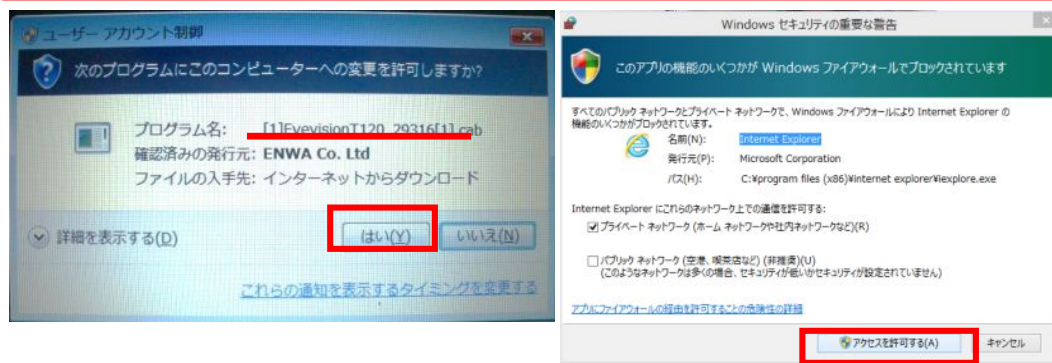 ユーザー アカウント制御
次のプログラムにこのコンピューターへの変更を許可しますか?
プログラム名: [1]EyevisionT120_29316[1].cab
確認済みの発行元: ENWA Co. Ltd
ファイルの入手先: インターネットからダウンロード
詳細を表示する(D)
はい(Y)
いいえ(N)
これらの通知を表示するタイミングを変更する
Windows セキュリティの重要な警告
このアプリの機能のいくつかが Windows ファイアウォールでブロックされています
すべてのパブリック ネットワークとプライベート ネットワークで、Windows ファイアウォールにより Internet Explorer の
機能のいくつかがブロックされています。
名前(N): Internet Explorer
発行元(P): Microsoft Corporation
パス(H): C:¥program files (x86)¥internet explorer¥iexplore.exe
Internet Explorer にこれらのネットワーク上での通信を許可する:
プライベート ネットワーク (ホーム ネットワークや社内ネットワークなど)(R)
パブリック ネットワーク (空港、喫茶店など) (非推奨)(U)
(このようなネットワークは多くの場合、セキュリティが低いかセキュリティが設定されていません)
アプリにファイアウォールの経由を許可することの危険性の詳細
アクセスを許可する(A)
キャンセル